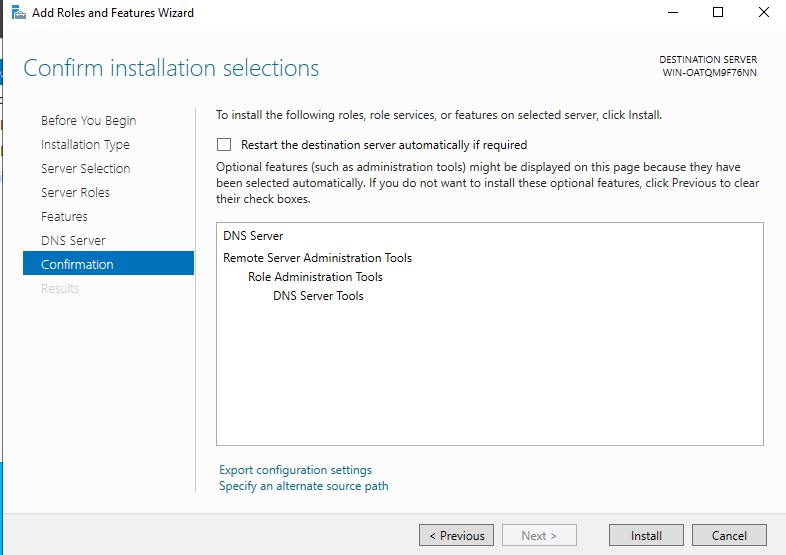 Add Roles and Features Wizard
Confirm installation selections
DESTINATION SERVER
WIN-OATQM9F76NN
Before You Begin
Installation Type
Server Selection
Server Roles
Features
DNS Server
Confirmation
Results
To install the following roles, role services, or features on selected server, click Install.
Restart the destination server automatically if required
Optional features (such as administration tools) might be displayed on this page because they have
been selected automatically. If you do not want to install these optional features, click Previous to clear
their check boxes.
DNS Server
Remote Server Administration Tools
Role Administration Tools
DNS Server Tools
Export configuration settings
Specify an alternate source path
< Previous
Next >
Install
Cancel